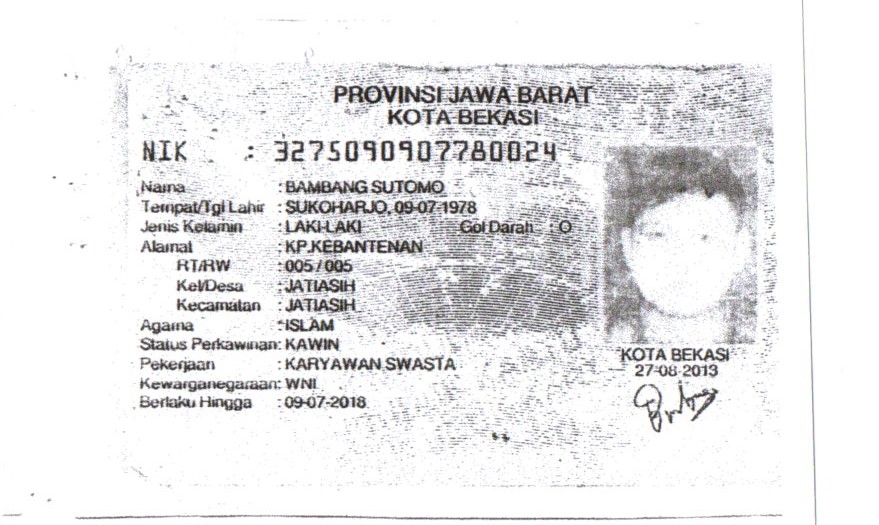 PROVINSI JAWA BARAT
KOTA BEKASI
NIK : 3275090907780024
Nama : BAMBANG SUTOMO
Tempat/Tgl Lahir : SUKOHARJO, 09-07-1978
Jenis Kelamin : LAKI-LAKI Gol Darah : O
Alamat : KP.KEBANTENAN
RT/RW : 005 / 005
Kel/Desa : JATIASIH
Kecamatan : JATIASIH
Agama : ISLAM
Status Perkawinan: KAWIN
Pekerjaan : KARYAWAN SWASTA
Kewarganegaraan: WNI
Berlaku Hingga : 09-07-2018
KOTA BEKASI
27-08-2013